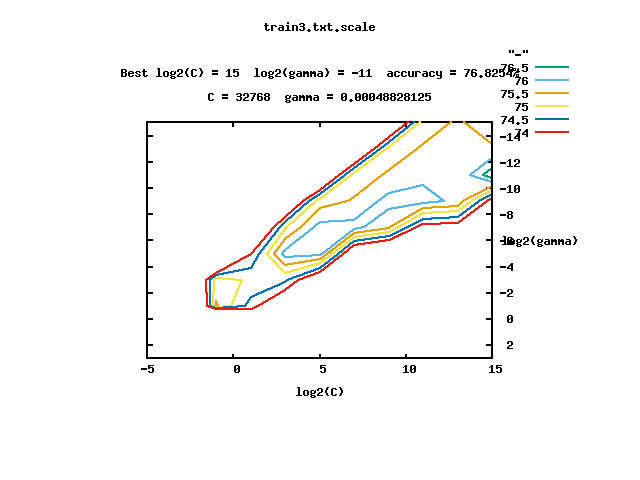 train3.txt.scale
"-"
Best log2(C) = 15  log2(gamma) = -11  accuracy = 76.8254%
76.5
76
C = 32768  gamma = 0.00048828125
75.5
75
74.5
74
-14
-12
-10
-8
-6
log2(gamma)
-4
-2
0
2
-5 0 5 10 15
log2(C)